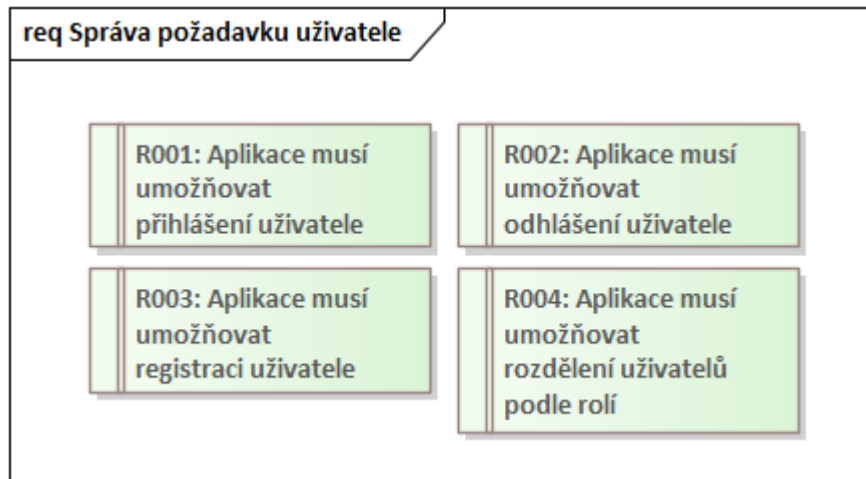 req Správa požadavku uživatele
R001: Aplikace musí
umožňovat
přihlášení uživatele
R002: Aplikace musí
umožňovat
odhlášení uživatele
R003: Aplikace musí
umožňovat
registraci uživatele
R004: Aplikace musí
umožňovat
rozdělení uživatelů
podle rolí